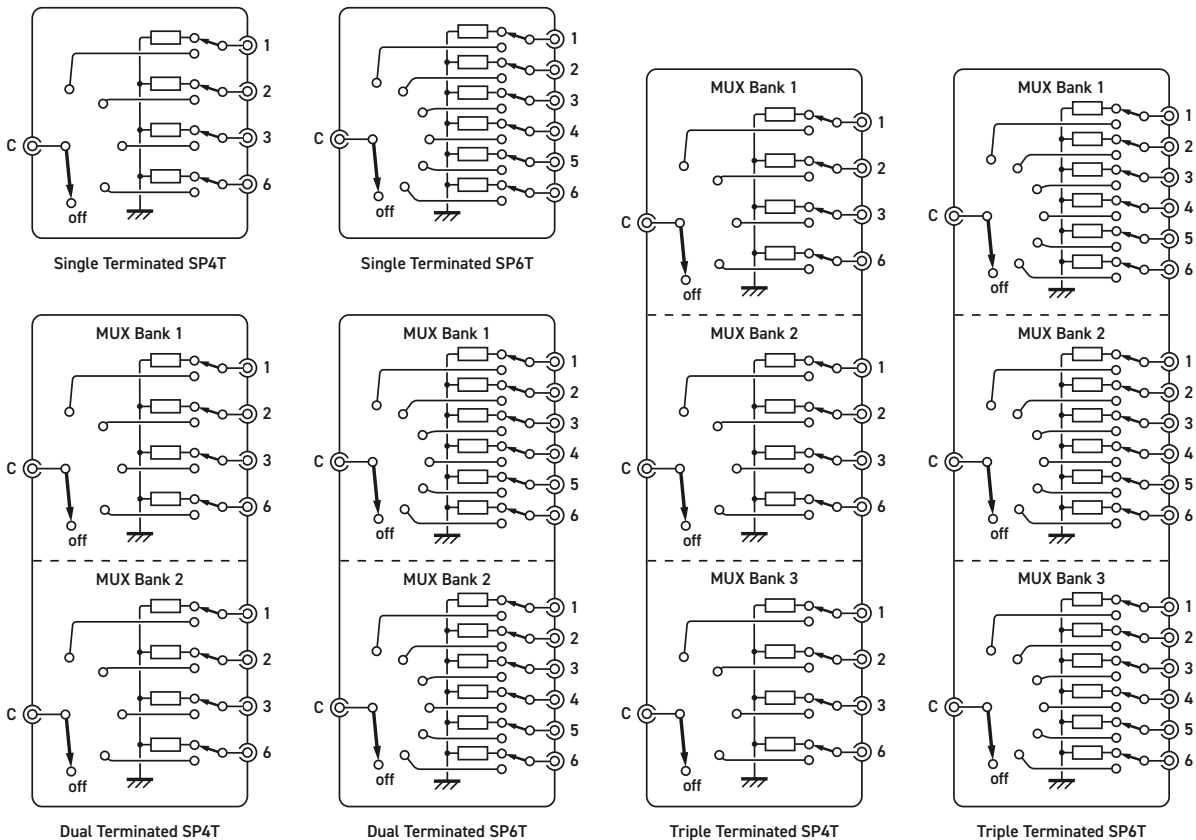 1
2
C
3
6
off
Single Terminated SP4T
1
2
3
C
4
5
6
off
Single Terminated SP6T
MUX Bank 1
1
2
C
3
6
off
MUX Bank 2
1
2
C
3
6
off
Dual Terminated SP4T
MUX Bank 1
1
2
3
C
4
5
6
off
MUX Bank 2
1
2
3
C
4
5
6
off
Dual Terminated SP6T
MUX Bank 1
1
2
C
3
6
off
MUX Bank 2
1
2
C
3
6
off
MUX Bank 3
1
2
C
3
6
off
Triple Terminated SP4T
MUX Bank 1
1
2
3
C
4
5
6
off
MUX Bank 2
1
2
3
C
4
5
6
off
MUX Bank 3
1
2
3
C
4
5
6
off
Triple Terminated SP6T